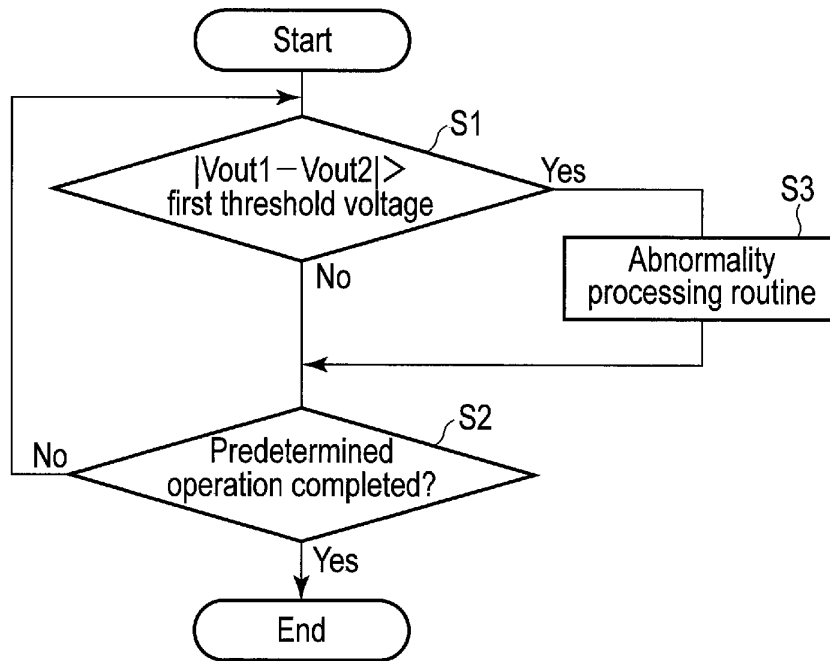 Start
S1
|Vout1−Vout2|>
first threshold voltage
Yes
S3
Abnormality
processing routine
No
S2
Predetermined
operation completed?
No
Yes
End